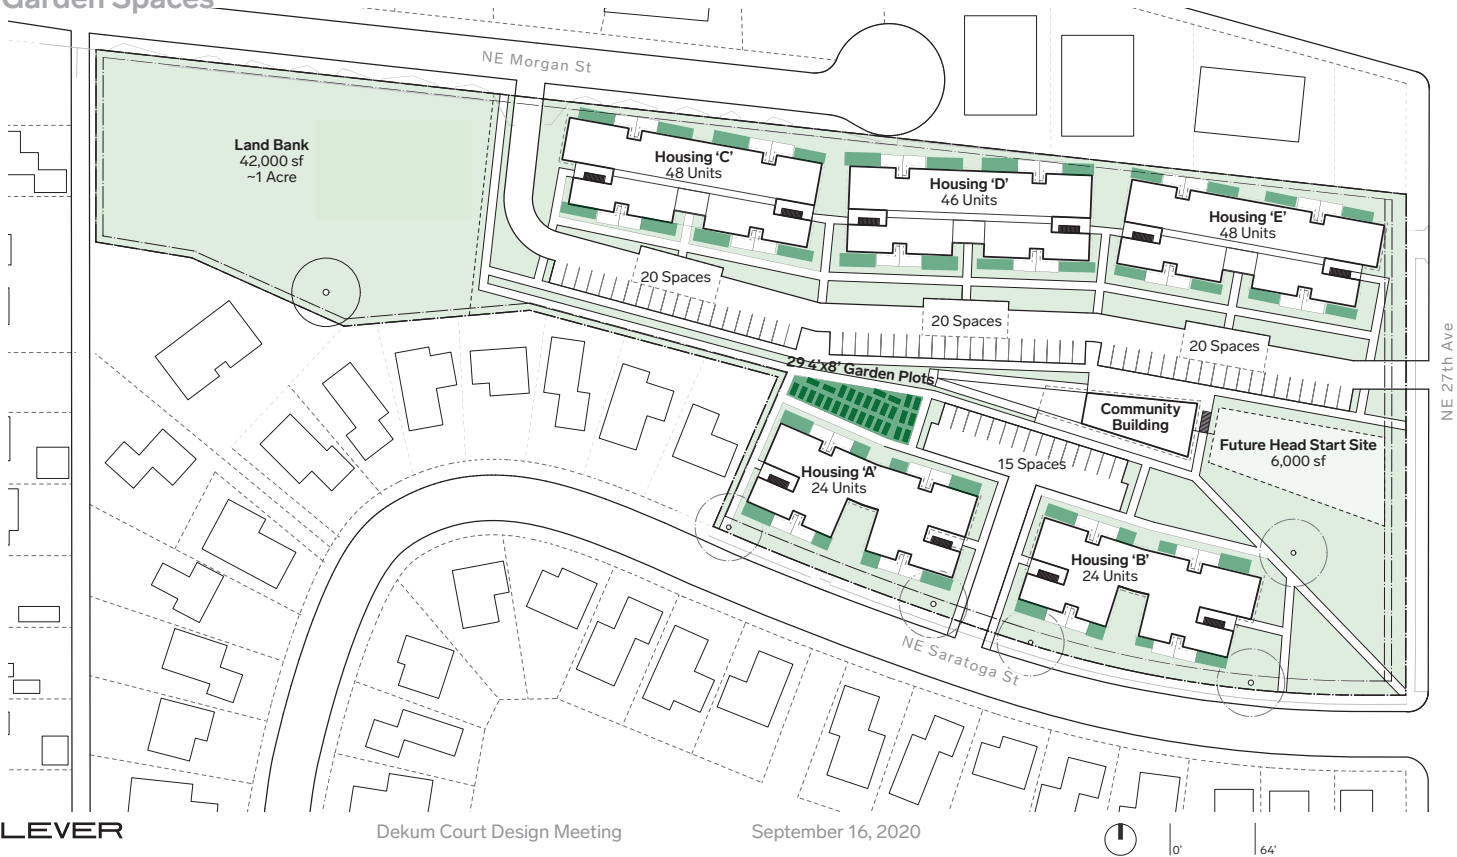 Garden Spaces
NE Morgan St
Land Bank
42,000 sf
~1 Acre
Housing ‘C’
48 Units
Housing ‘D’
46 Units
Housing ‘E’
48 Units
20 Spaces
20 Spaces
20 Spaces
NE 27th Ave
29 4’x8’ Garden Plots
Community
Building
Future Head Start Site
6,000 sf
15 Spaces
Housing ‘A’
24 Units
Housing ‘B’
24 Units
NE Saratoga St
LEVER
Dekum Court Design Meeting
September 16, 2020
0'
64'